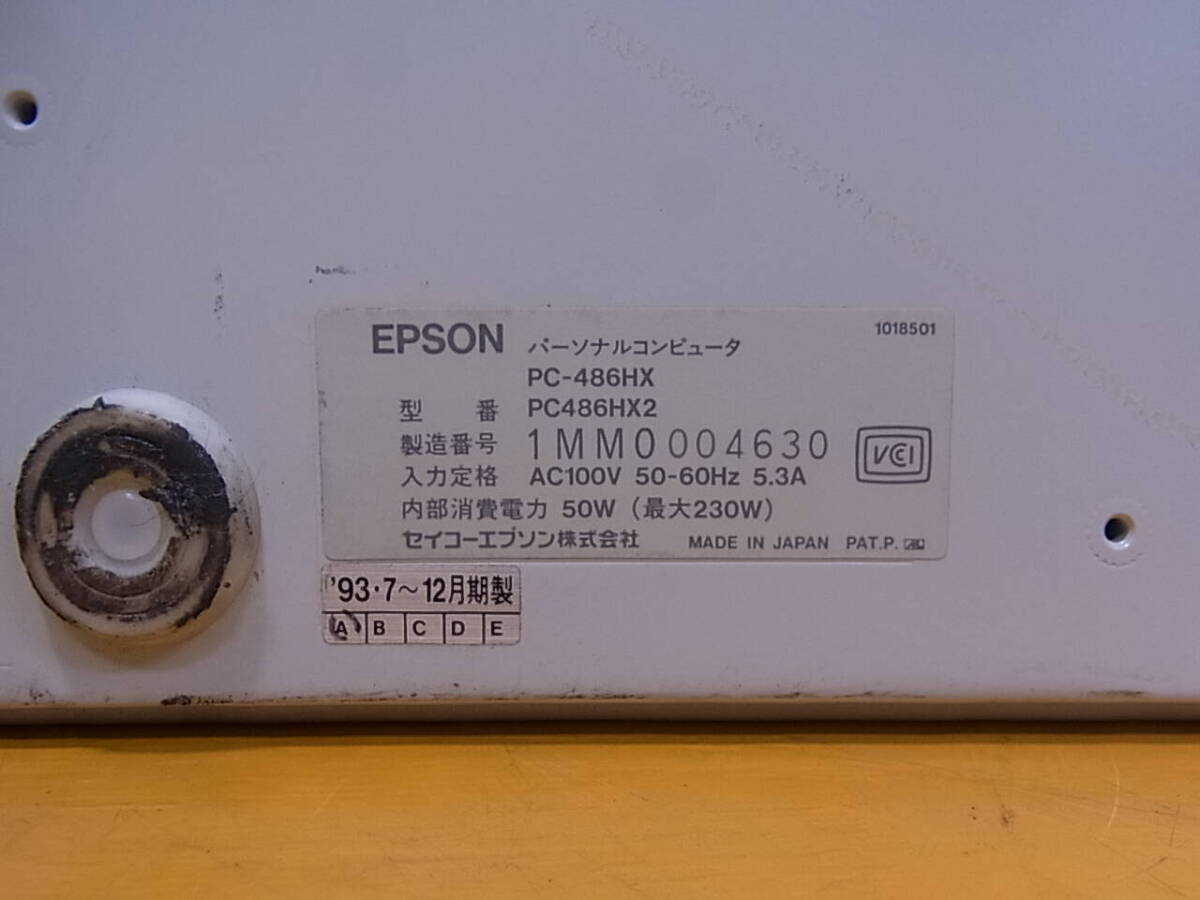 EPSON パーソナルコンピュータ 1018501
PC-486HX
型 番 PC486HX2
製造番号 1MM0004630
入力定格 AC100V 50-60Hz 5.3A
内部消費電力 50W (最大230W)
セイコーエプソン株式会社 MADE IN JAPAN PAT.P.
VCCI
'93・7～12月期製
A B C D E